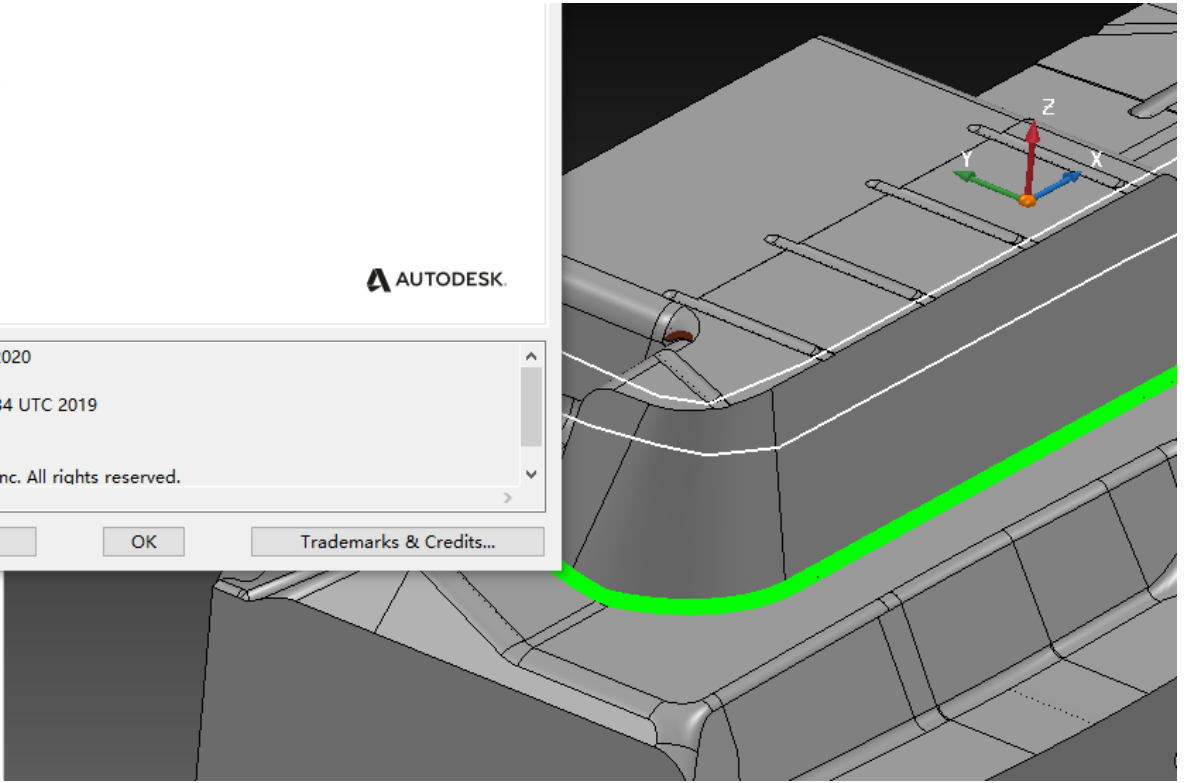 Z
Y
X
AUTODESK.
2020
34 UTC 2019
nc. All rights reserved.
OK
Trademarks & Credits...